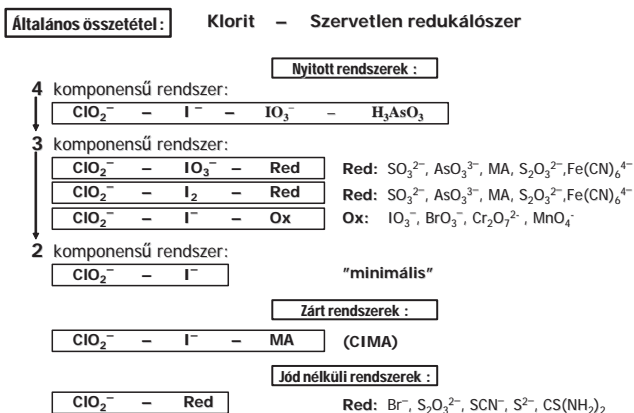 Általános összetétel : Klorit – Szervetlen redukálószer
Nyitott rendszerek :
4 komponensű rendszer:
ClO₂⁻ – I⁻ – IO₃⁻ – H₃AsO₃
3 komponensű rendszer:
ClO₂⁻ – IO₃⁻ – Red Red: SO₃²⁻, AsO₃³⁻, MA, S₂O₃²⁻,Fe(CN)₆⁴⁻
ClO₂⁻ – I₂ – Red Red: SO₃²⁻, AsO₃³⁻, MA, S₂O₃²⁻,Fe(CN)₆⁴⁻
ClO₂⁻ – I⁻ – Ox Ox: IO₃⁻, BrO₃⁻, Cr₂O₇²⁻ , MnO₄⁻
2 komponensű rendszer:
ClO₂⁻ – I⁻ "minimális"
Zárt rendszerek :
ClO₂⁻ – I⁻ – MA (CIMA)
Jód nélküli rendszerek :
ClO₂⁻ – Red Red: Br⁻, S₂O₃²⁻, SCN⁻, S²⁻, CS(NH₂)₂